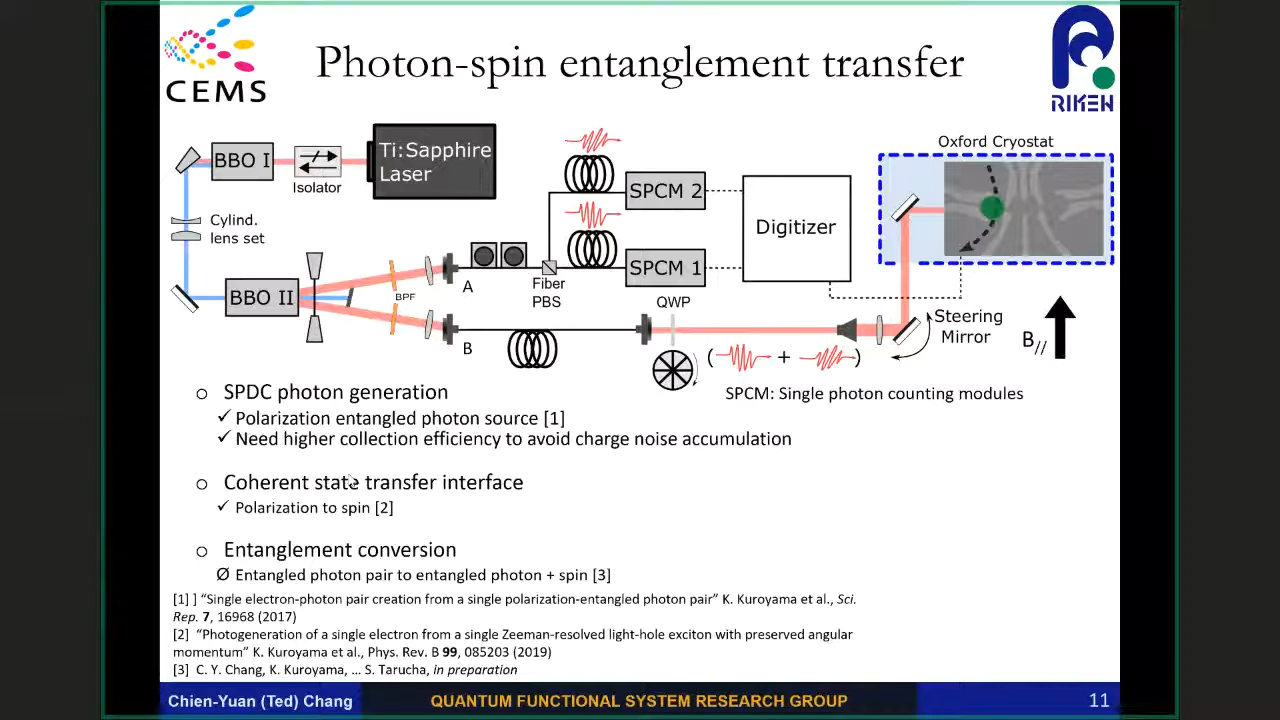 Photon-spin entanglement transfer
CEMS
RIKEN
BBO I
Isolator
Ti:Sapphire
Laser
SPCM 2
Digitizer
Oxford Cryostat
Cylind.
lens set
SPCM 1
BBO II
BPF
A
Fiber
PBS
QWP
Steering
Mirror
B//
B
( + )
SPCM: Single photon counting modules
o SPDC photon generation
✓ Polarization entangled photon source [1]
✓ Need higher collection efficiency to avoid charge noise accumulation
o Coherent state transfer interface
✓ Polarization to spin [2]
o Entanglement conversion
Ø Entangled photon pair to entangled photon + spin [3]
[1] ] “Single electron-photon pair creation from a single polarization-entangled photon pair” K. Kuroyama et al., Sci.
Rep. 7, 16968 (2017)
[2] “Photogeneration of a single electron from a single Zeeman-resolved light-hole exciton with preserved angular
momentum” K. Kuroyama et al., Phys. Rev. B 99, 085203 (2019)
[3] C. Y. Chang, K. Kuroyama, … S. Tarucha, in preparation
Chien-Yuan (Ted) Chang
QUANTUM FUNCTIONAL SYSTEM RESEARCH GROUP
11